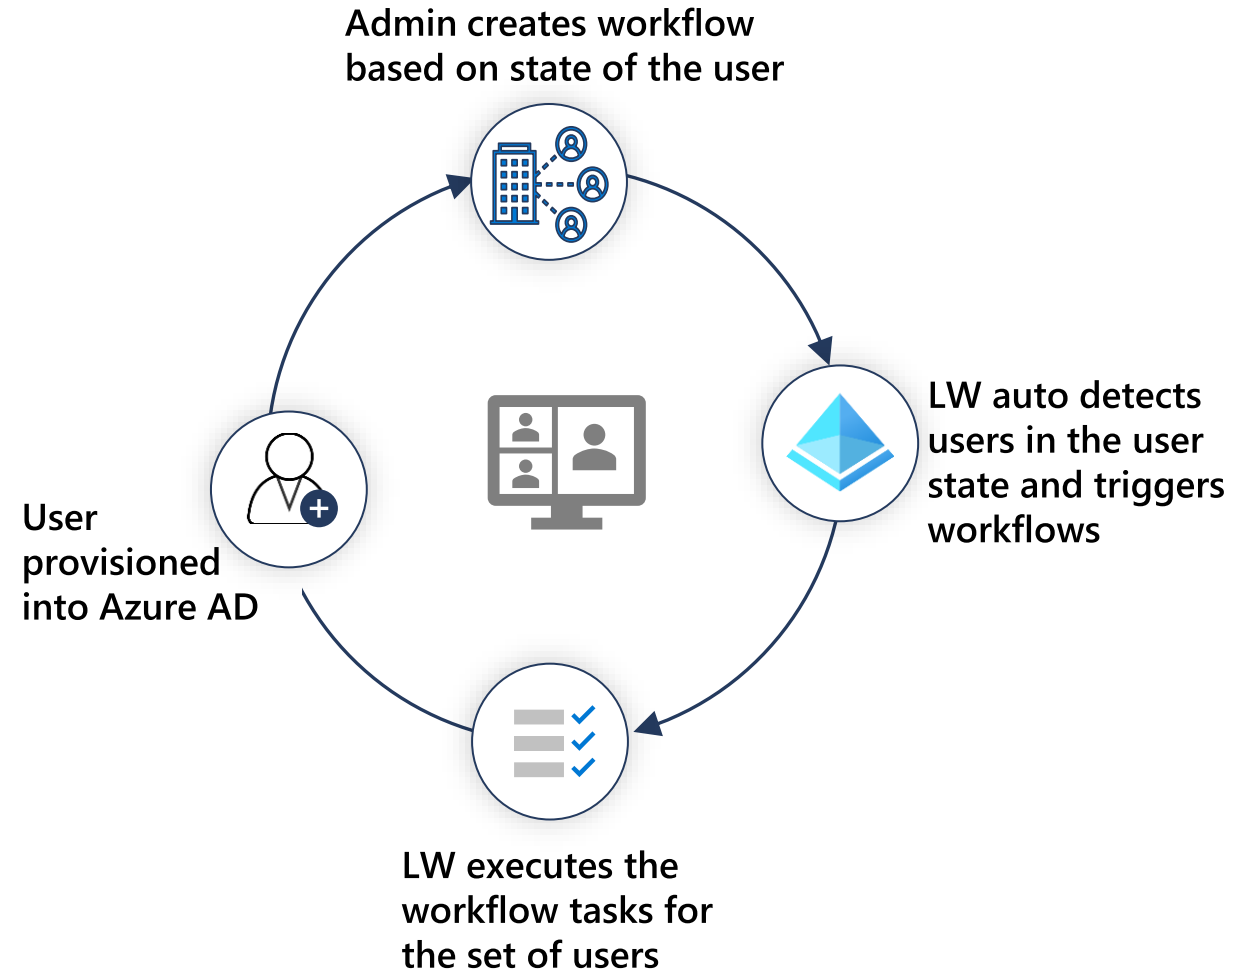 Admin creates workflow
based on state of the user
LW auto detects
users in the user
state and triggers
workflows
User
provisioned
into Azure AD
LW executes the
workflow tasks for
the set of users